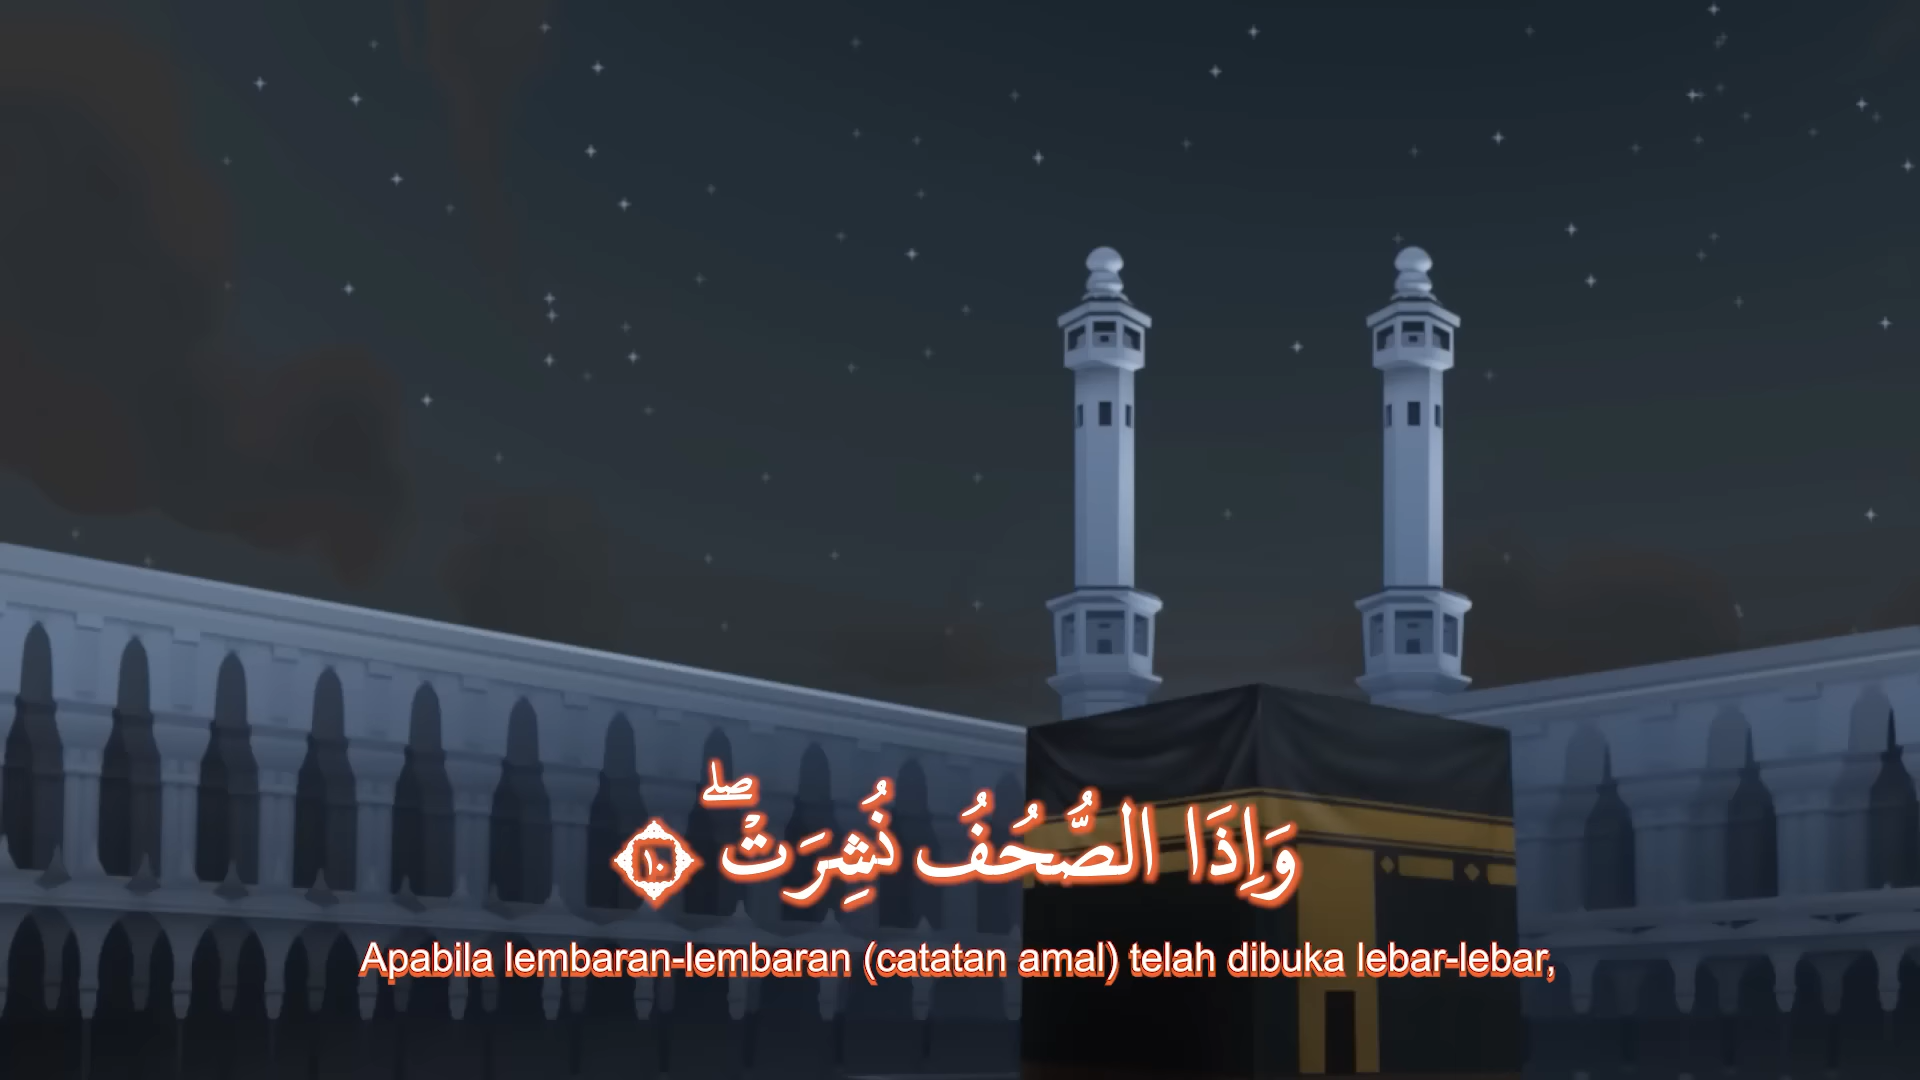 وَاِذَا الصُّحُفُ نُشِرَتْۖ ۝١٠
Apabila lembaran-lembaran (catatan amal) telah dibuka lebar-lebar,